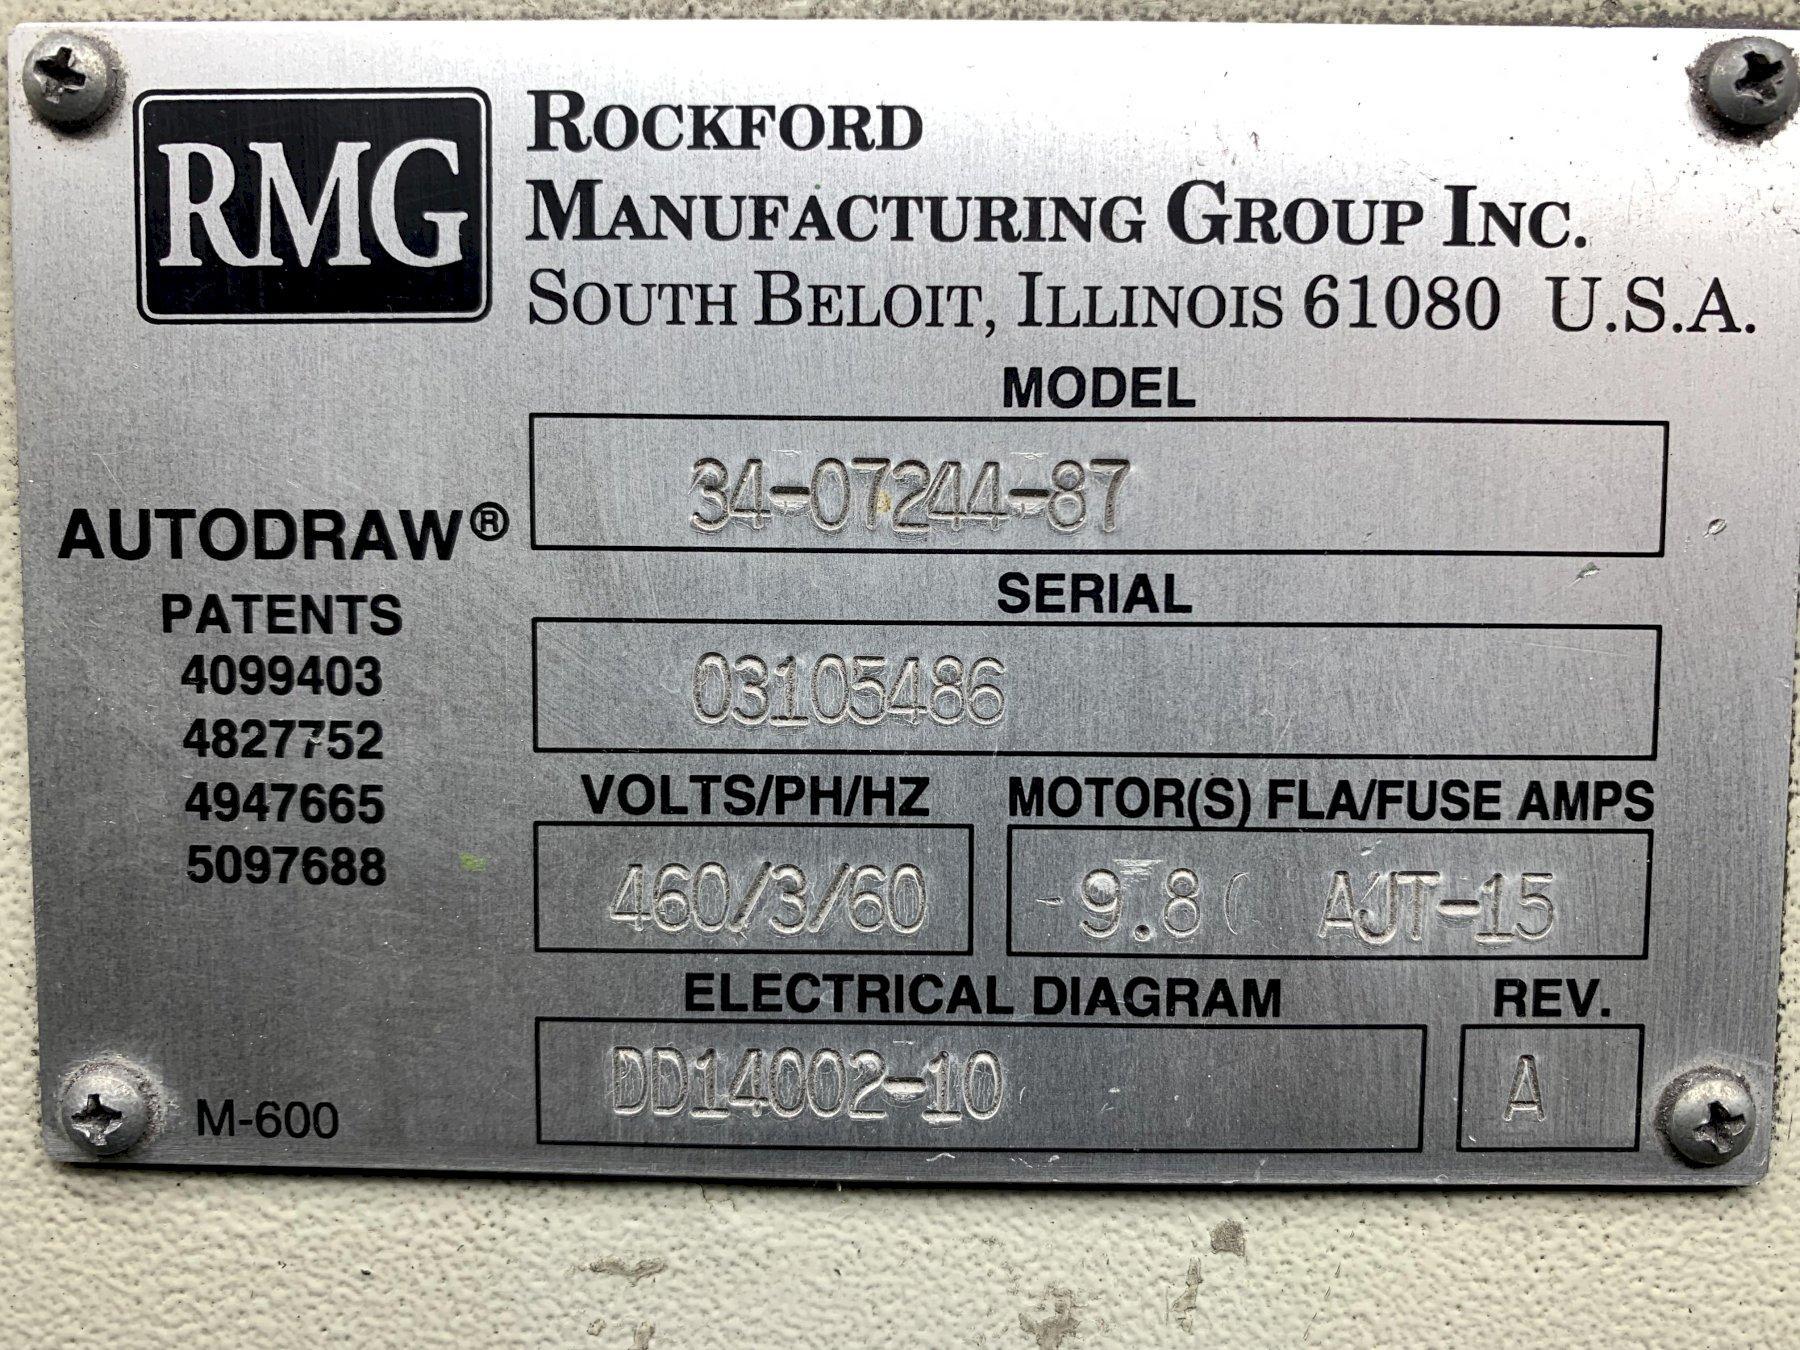 RMG
ROCKFORD
MANUFACTURING GROUP INC.
SOUTH BELOIT, ILLINOIS 61080 U.S.A.
MODEL
34-07244-87
AUTODRAW®
PATENTS
4099403
4827752
4947665
5097688
SERIAL
03105486
VOLTS/PH/HZ
460/3/60
MOTOR(S) FLA/FUSE AMPS
9.8 AJT-15
ELECTRICAL DIAGRAM
DD14002-10
REV.
A
M-600